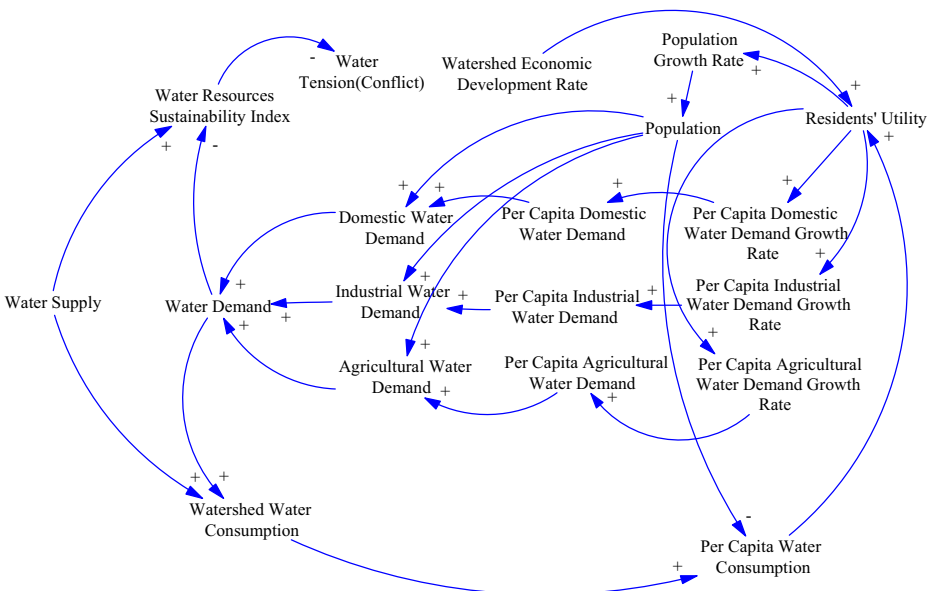 Water
Tension(Conflict)
-
Watershed Economic
Development Rate
Population
Growth Rate
+
+
Residents' Utility
+
+
Water Resources
Sustainability Index
+
-
Population
+
Domestic Water
Demand
+
+
Per Capita Domestic
Water Demand
+
Per Capita Domestic
Water Demand Growth
Rate
+
Water Supply
Water Demand
+
+
+
Industrial Water
Demand
+
+
Per Capita Industrial
Water Demand
+
Per Capita Industrial
Water Demand Growth
Rate
+
Agricultural Water
Demand
+
+
Per Capita Agricultural
Water Demand
+
Per Capita Agricultural
Water Demand Growth
Rate
+
Watershed Water
Consumption
+
+
Per Capita Water
Consumption
-
+